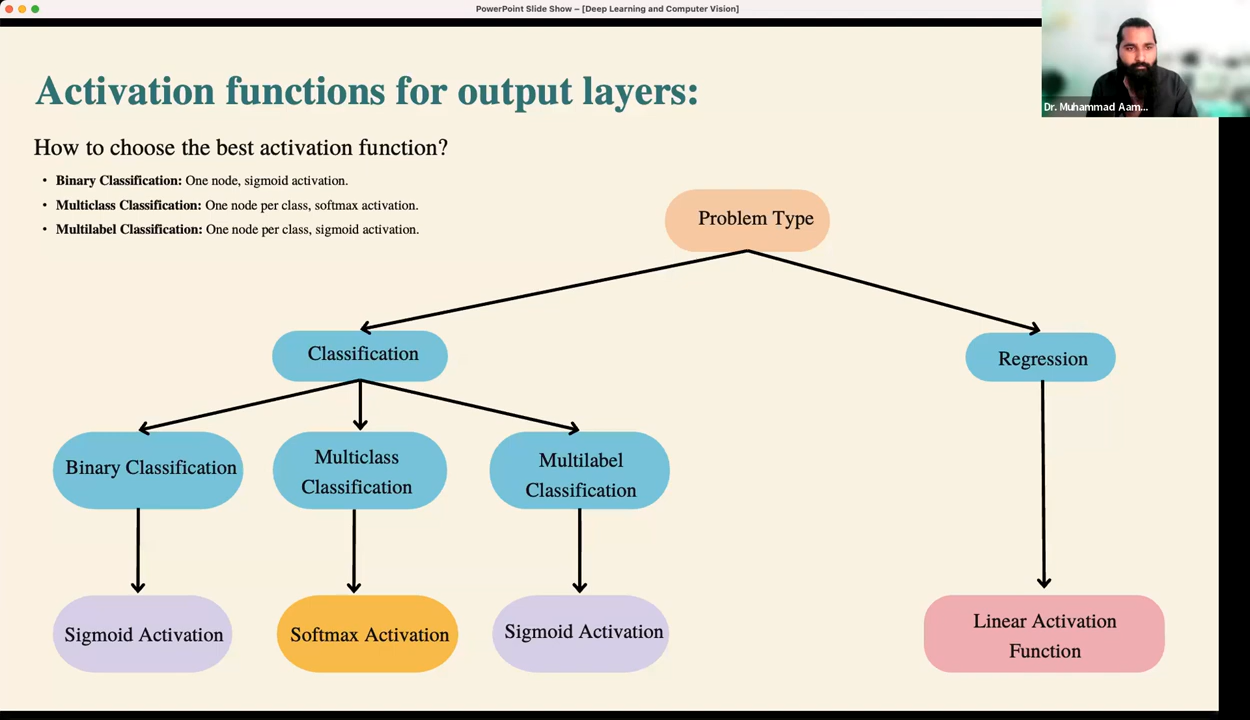 PowerPoint Slide Show – [Deep Learning and Computer Vision]
Dr. Muhammad Aam...
Activation functions for output layers:
How to choose the best activation function?
• Binary Classification: One node, sigmoid activation.
• Multiclass Classification: One node per class, softmax activation.
• Multilabel Classification: One node per class, sigmoid activation.
Problem Type
Classification
Regression
Binary Classification
Multiclass
Classification
Multilabel
Classification
Sigmoid Activation
Softmax Activation
Sigmoid Activation
Linear Activation
Function